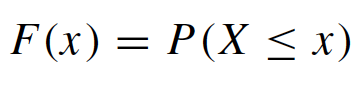 F(x) = P(X ≤ x)